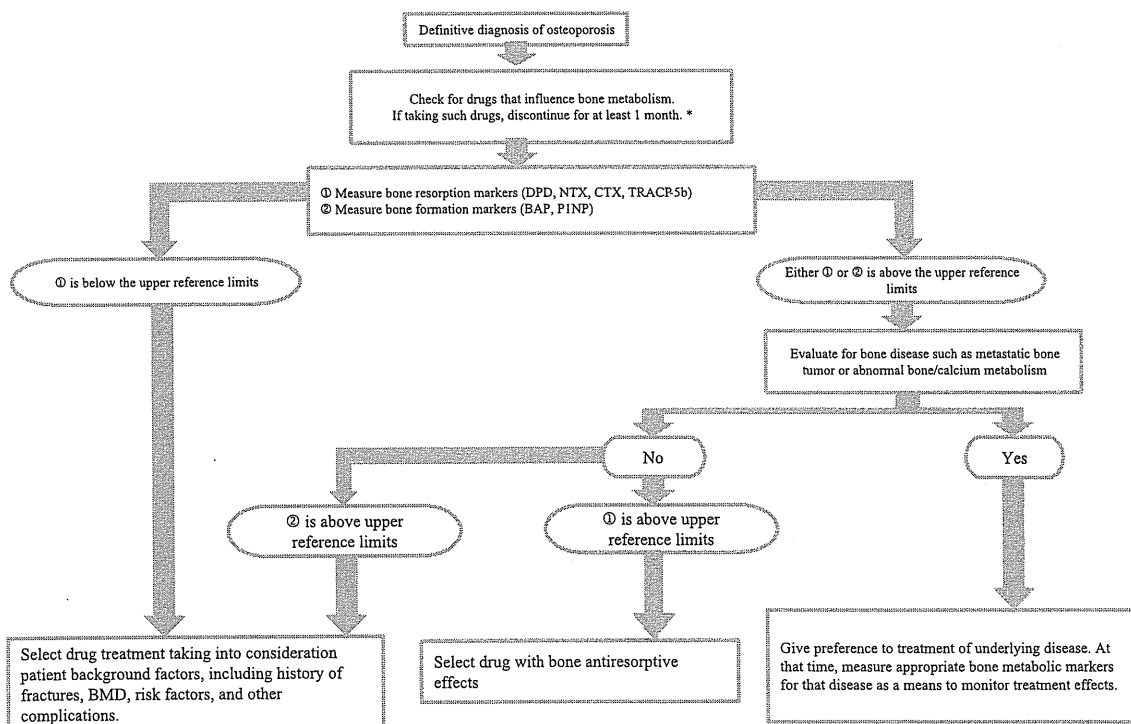 Definitive diagnosis of osteoporosis
Check for drugs that influence bone metabolism.
If taking such drugs, discontinue for at least 1 month. *
① Measure bone resorption markers (DPD, NTX, CTX, TRACP-5b)
② Measure bone formation markers (BAP, P1NP)
① is below the upper reference limits
Either ① or ② is above the upper reference
limits
Evaluate for bone disease such as metastatic bone
tumor or abnormal bone/calcium metabolism
No
Yes
② is above upper
reference limits
① is above upper
reference limits
Select drug treatment taking into consideration
patient background factors, including history of
fractures, BMD, risk factors, and other
complications.
Select drug with bone antiresorptive
effects
Give preference to treatment of underlying disease. At
that time, measure appropriate bone metabolic markers
for that disease as a means to monitor treatment effects.